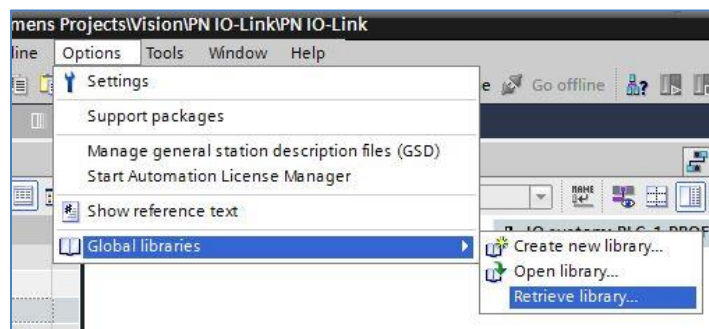 mens Projects\Vision\PN IO-Link\PN IO-Link
line Options Tools Window Help
Settings
e Go offline
Support packages
Manage general station description files (GSD)
Start Automation License Manager
Show reference text
NAME
Global libraries
Create new library...
Open library...
Retrieve library...